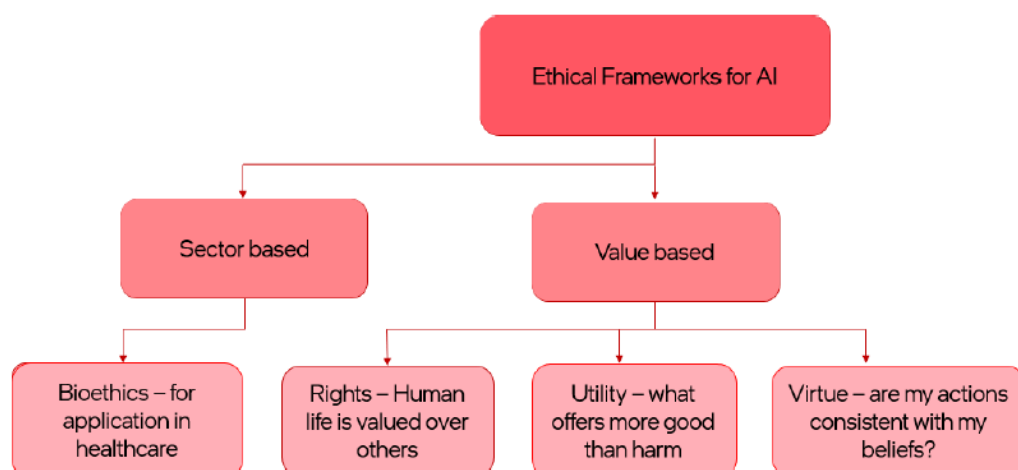 Ethical Frameworks for AI
Sector based
Value based
Bioethics – for
application in
healthcare
Rights – Human
life is valued over
others
Utility – what
offers more good
than harm
Virtue – are my actions
consistent with my
beliefs?